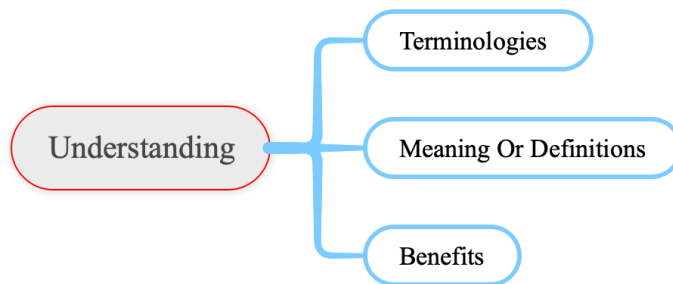 Terminologies
Understanding
Meaning Or Definitions
Benefits